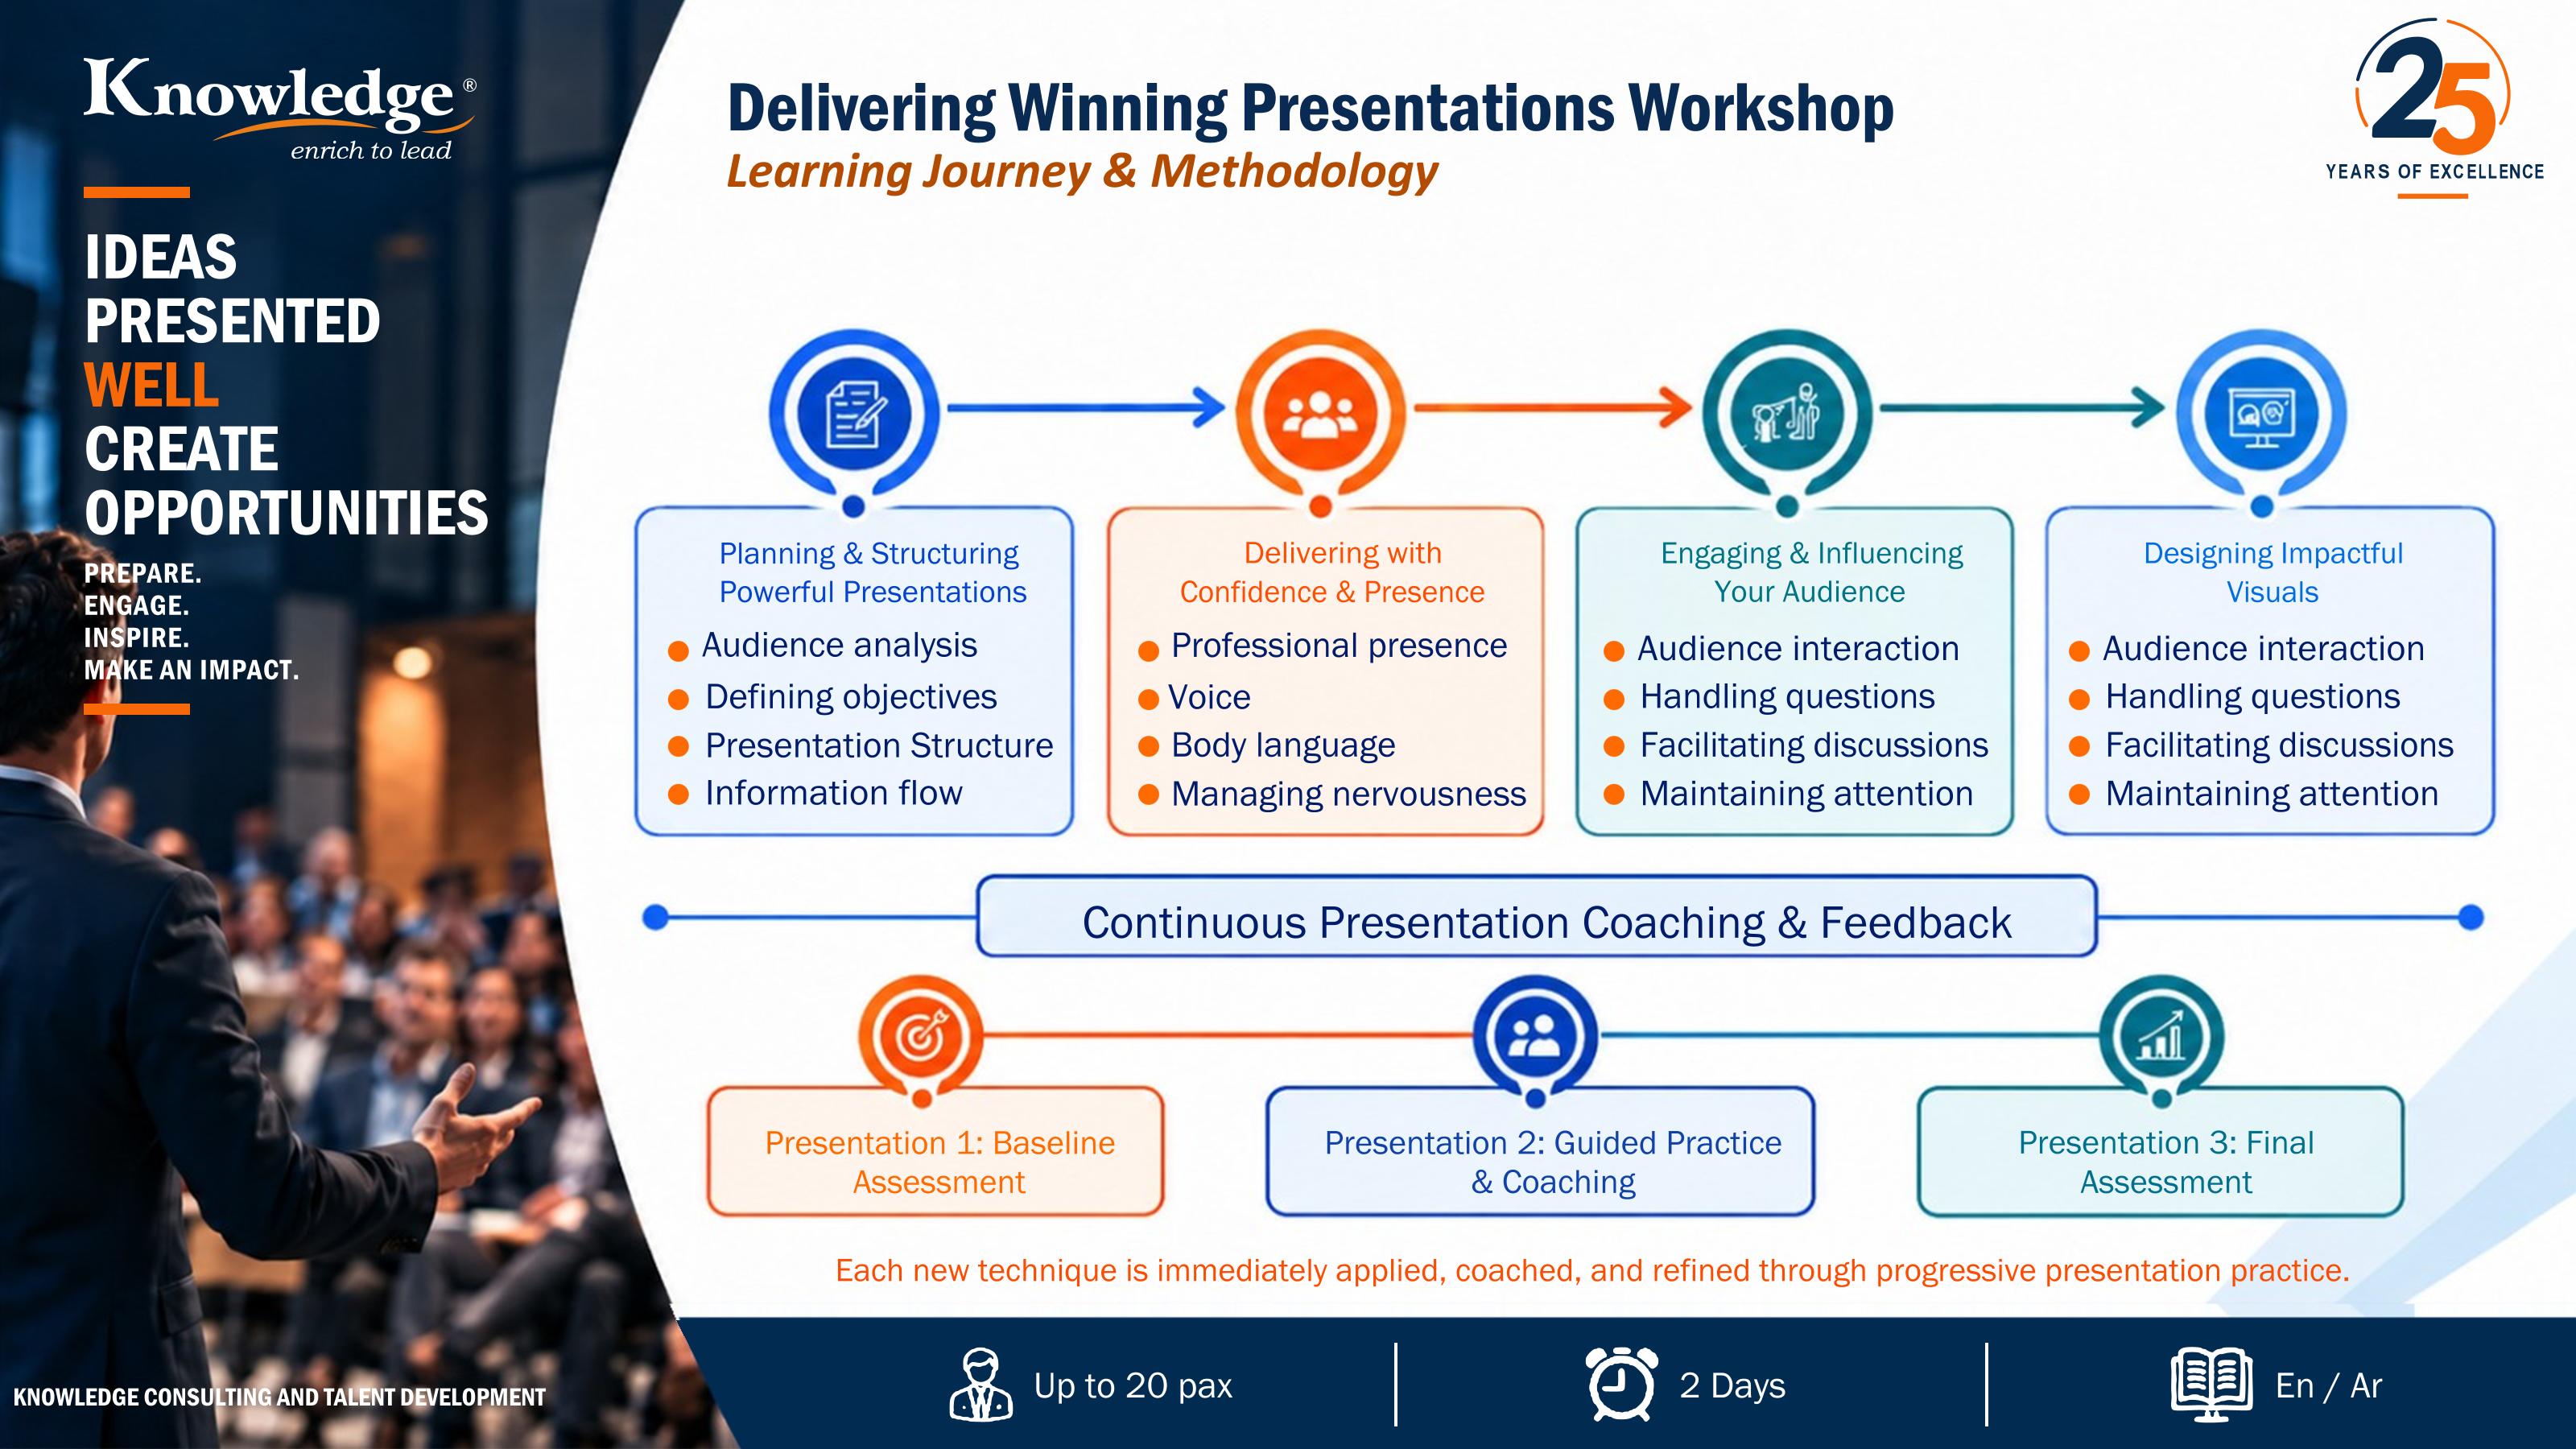 Knowledge®
enrich to lead
IDEAS
PRESENTED
WELL
CREATE
OPPORTUNITIES
PREPARE.
ENGAGE.
INSPIRE.
MAKE AN IMPACT.
KNOWLEDGE CONSULTING AND TALENT DEVELOPMENT
Delivering Winning Presentations Workshop
Learning Journey & Methodology
25
YEARS OF EXCELLENCE
Planning & Structuring
Powerful Presentations
Audience analysis
Defining objectives
Presentation Structure
Information flow
Delivering with
Confidence & Presence
Professional presence
Voice
Body language
Managing nervousness
Engaging & Influencing
Your Audience
Audience interaction
Handling questions
Facilitating discussions
Maintaining attention
Designing Impactful
Visuals
Audience interaction
Handling questions
Facilitating discussions
Maintaining attention
Continuous Presentation Coaching & Feedback
Presentation 1: Baseline
Assessment
Presentation 2: Guided Practice
& Coaching
Presentation 3: Final
Assessment
Each new technique is immediately applied, coached, and refined through progressive presentation practice.
Up to 20 pax
2 Days
En / Ar